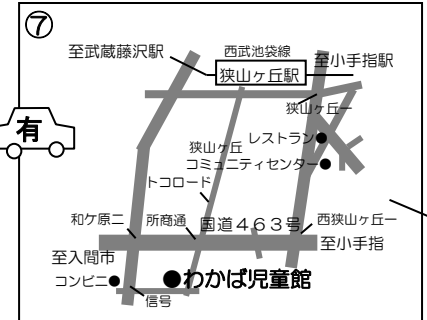 ⑦
至武蔵藤沢駅
西武池袋線
狭山ヶ丘駅
至小手指駅
狭山ヶ丘一
有
レストラン●
狭山ヶ丘
コミュニティセンター●
トコロード
和ケ原二
所商通
国道463号
西狭山ヶ丘一
至入間市
至小手指
コンビニ●
●わかば児童館
信号